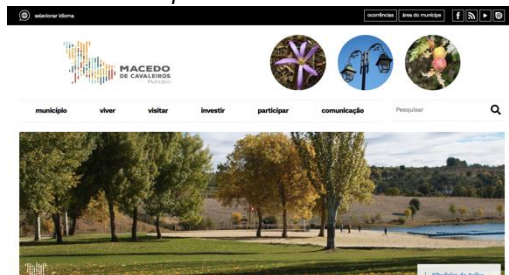 selecionar idioma
ocorrências
área do munícipe
MACEDO
DE CAVALEIROS
Município
município
viver
visitar
investir
participar
comunicação
Pesquisar